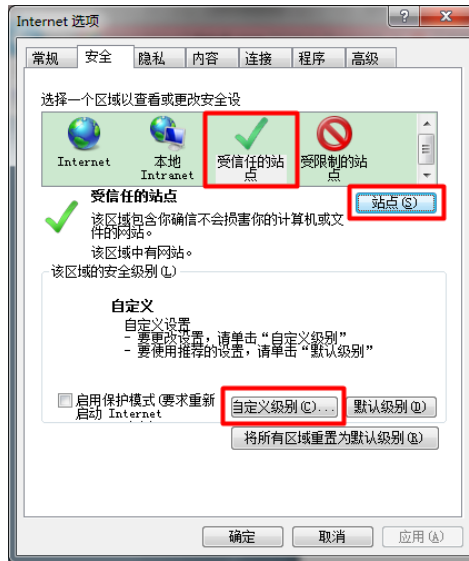 Internet 选项
常规 安全 隐私 内容 连接 程序 高级
选择一个区域以查看或更改安全设
Internet
本地
Intranet
受信任的站
点
受限制的站
点
受信任的站点
站点(S)
该区域包含你确信不会损害你的计算机或文
件的网站。
该区域中有网站。
该区域的安全级别(L)
自定义
自定义设置
- 要更改设置，请单击“自定义级别”
- 要使用推荐的设置，请单击“默认级别”
启用保护模式(要求重新
启动 Internet
自定义级别(C)...
默认级别(D)
将所有区域重置为默认级别(R)
确定
取消
应用(A)